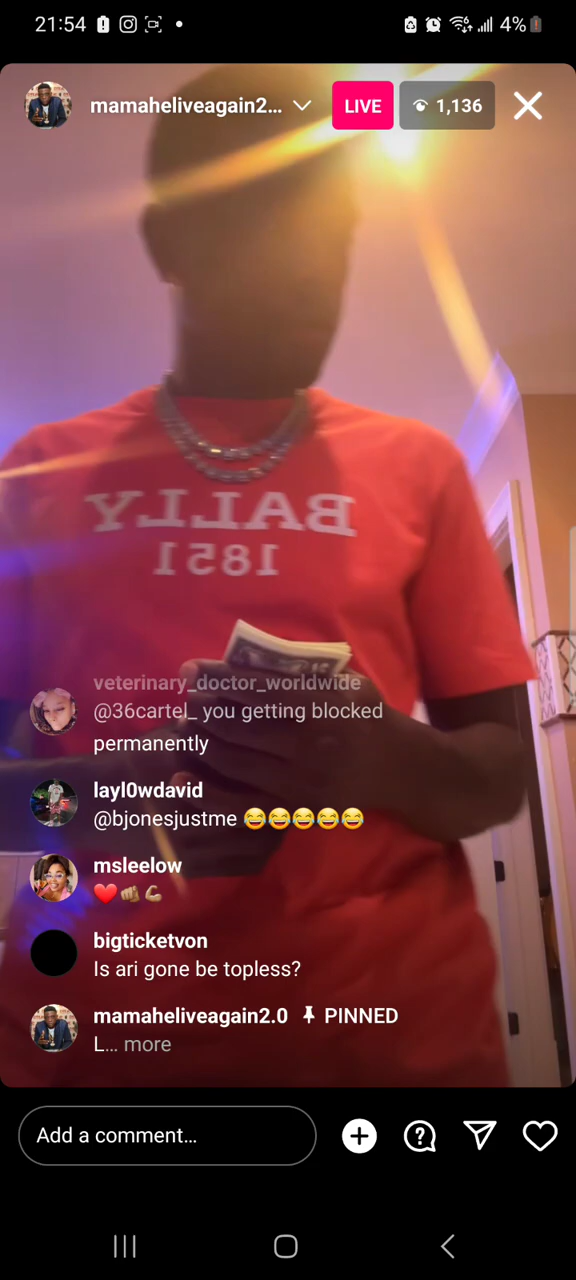 21:54
4%
mamaheliveagain2...
LIVE
1,136
BALLY
1851
veterinary_doctor_worldwide
@36cartel_ you getting blocked
permanently
layl0wdavid
@bjonesjustme 😂😂😂😂😂
msleelow
❤️👊🏽💪🏽
bigticketvon
Is ari gone be topless?
mamaheliveagain2.0 📌 PINNED
L... more
Add a comment...